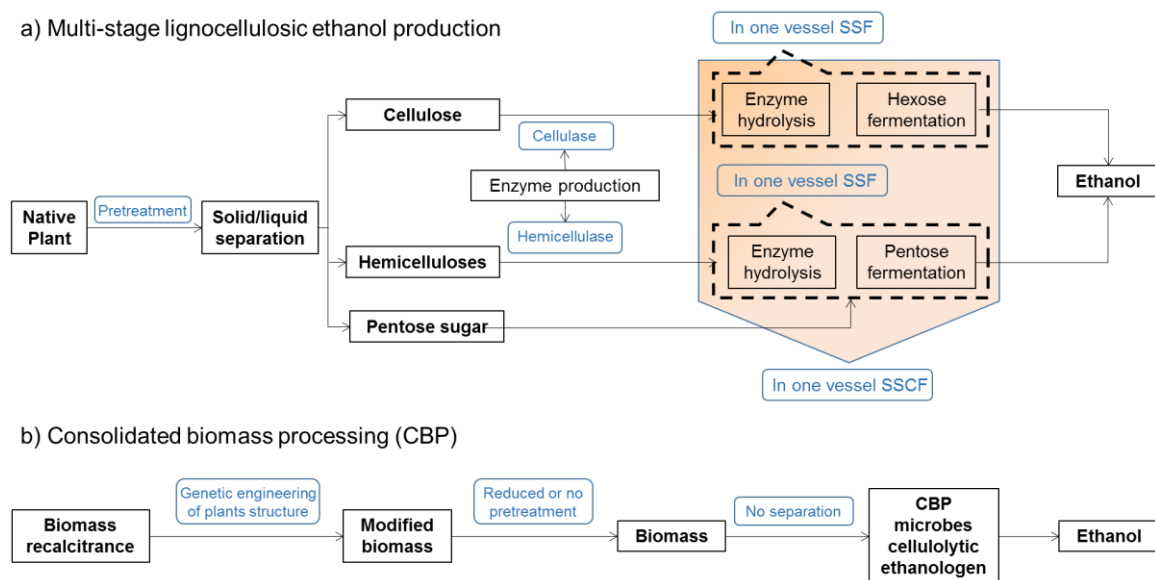 a) Multi-stage lignocellulosic ethanol production
In one vessel SSF
Cellulose
Enzyme
hydrolysis
Hexose
fermentation
Cellulase
Enzyme production
In one vessel SSF
Ethanol
Native
Plant
Pretreatment
Solid/liquid
separation
Hemicellulase
Hemicelluloses
Enzyme
hydrolysis
Pentose
fermentation
Pentose sugar
In one vessel SSCF
b) Consolidated biomass processing (CBP)
Biomass
recalcitrance
Genetic engineering
of plants structure
Modified
biomass
Reduced or no
pretreatment
Biomass
No separation
CBP
microbes
cellulolytic
ethanologen
Ethanol